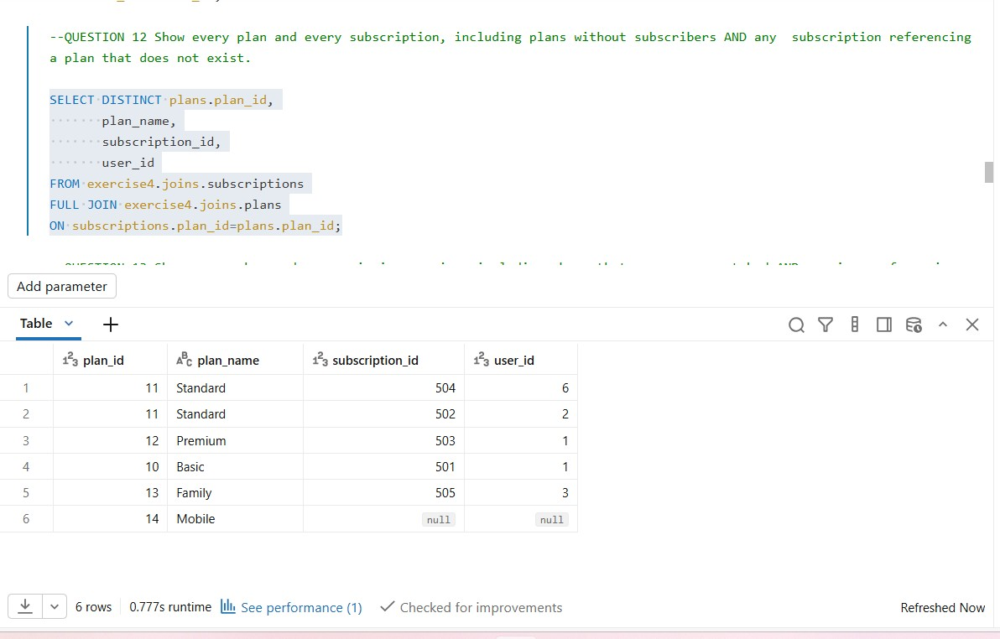 --QUESTION 12 Show every plan and every subscription, including plans without subscribers AND any  subscription referencing
a plan that does not exist.
SELECT DISTINCT plans.plan_id,
plan_name,
subscription_id,
user_id
FROM exercise4.joins.subscriptions
FULL JOIN exercise4.joins.plans
ON subscriptions.plan_id=plans.plan_id;
Add parameter
Table
plan_id plan_name subscription_id user_id
1 11 Standard 504 6
2 11 Standard 502 2
3 12 Premium 503 1
4 10 Basic 501 1
5 13 Family 505 3
6 14 Mobile null null
6 rows 0.777s runtime See performance (1) Checked for improvements Refreshed Now